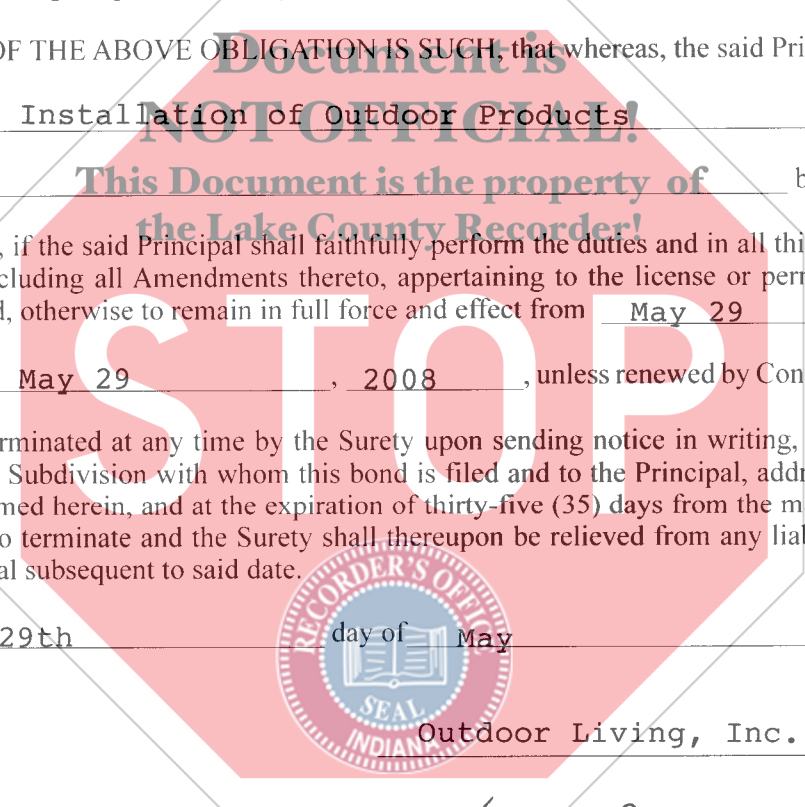 OF THE ABOVE OBLIGATION IS SUCH, that whereas, the said Pri
Document is
Installation of Outdoor Products
NOT OFFICIAL!
This Document is the property of
b
the Lake County Recorder!
, if the said Principal shall faithfully perform the duties and in all thi
cluding all Amendments thereto, appertaining to the license or perm
d, otherwise to remain in full force and effect from May 29
STOP
May 29 , 2008 , unless renewed by Con
rminated at any time by the Surety upon sending notice in writing,
Subdivision with whom this bond is filed and to the Principal, addr
med herein, and at the expiration of thirty-five (35) days from the m
o terminate and the Surety shall thereupon be relieved from any liab
al subsequent to said date.
29th day of May
RECORDER'S OFFICE
SEAL
INDIANA
Outdoor Living, Inc.